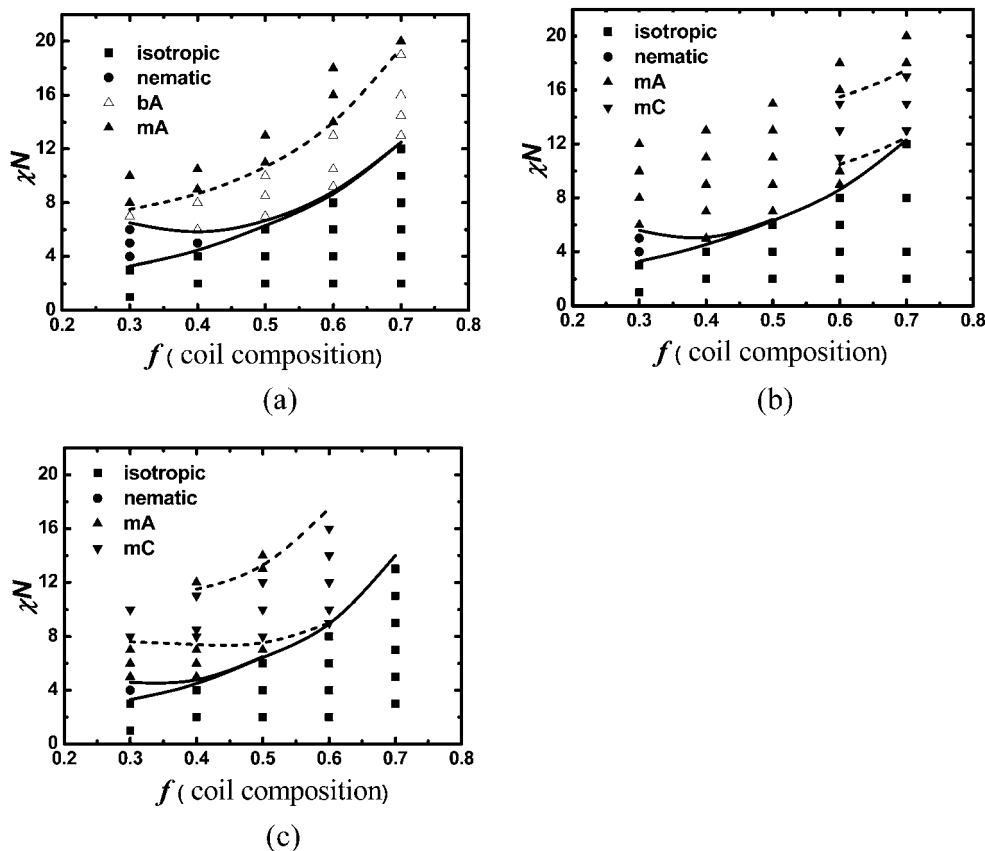 20
16
12
8
4
0
χN
isotropic
nematic
bA
mA
0.2 0.3 0.4 0.5 0.6 0.7 0.8
f ( coil composition)
(a)
20
16
12
8
4
0
χN
isotropic
nematic
mA
mC
0.2 0.3 0.4 0.5 0.6 0.7 0.8
f ( coil composition)
(b)
20
16
12
8
4
0
χN
isotropic
nematic
mA
mC
0.2 0.3 0.4 0.5 0.6 0.7 0.8
f ( coil composition)
(c)